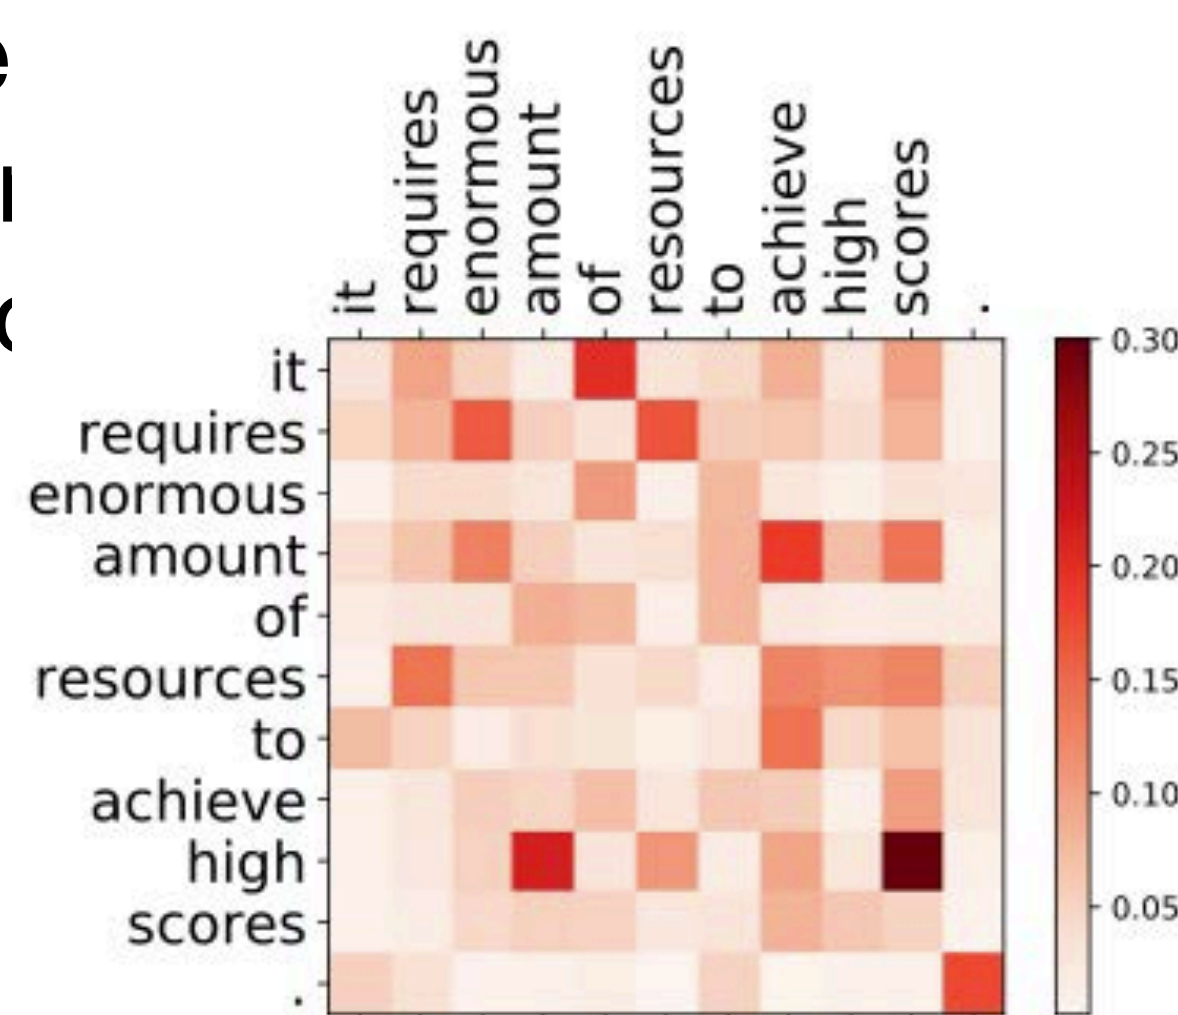 it
requires
enormous
amount
of
resources
to
achieve
high
scores
.
it
requires
enormous
amount
of
resources
to
achieve
high
scores
.
0.30
0.25
0.20
0.15
0.10
0.05